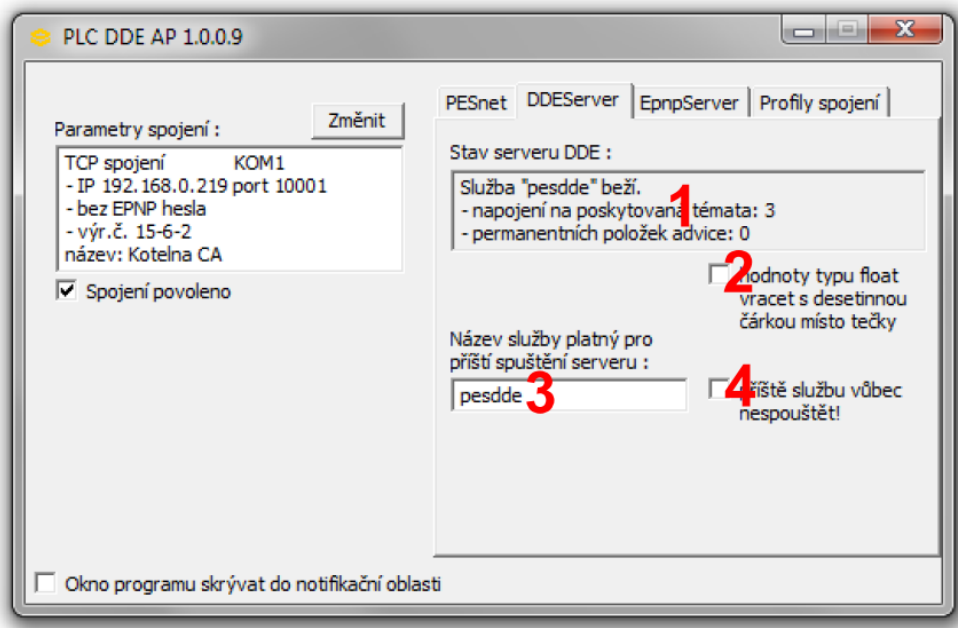 PLC DDE AP 1.0.0.9
Parametry spojení :
Změnit
TCP spojení KOM1
- IP 192.168.0.219 port 10001
- bez EPNP hesla
- výr.č. 15-6-2
název: Kotelna CA
Spojení povoleno
PESnet DDEServer EpnpServer Profily spojení
Stav serveru DDE :
Služba "pesdde" beží.
- napojení na poskytovaná témata: 3
- permanentních položek advice: 0
1
2
hodnoty typu float
vracet s desetinnou
čárkou místo tečky
Název služby platný pro
příští spuštění serveru :
pesdde
3
4
příště službu vůbec
nespouštět!
Okno programu skrývat do notifikační oblasti